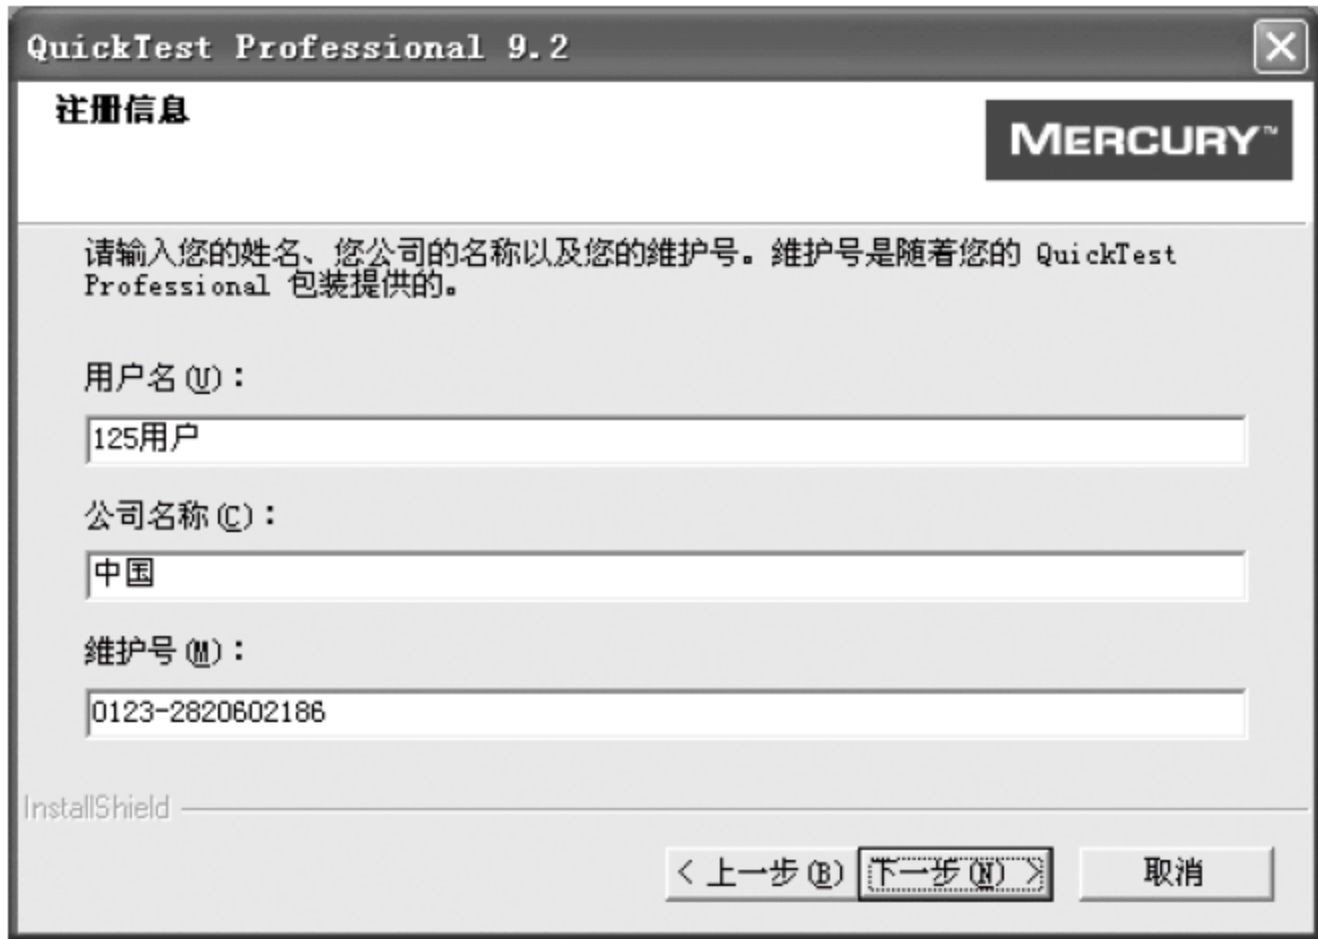 QuickTest Professional 9.2
注册信息
MERCURY™
请输入您的姓名、您公司的名称以及您的維护号。維护号是随着您的 QuickTest
Professional 包装提供的。
用户名(U)：
125用户
公司名称(C)：
中国
維护号(M)：
0123-2820602186
InstallShield
< 上一步(B) 下一步(N) > 取消